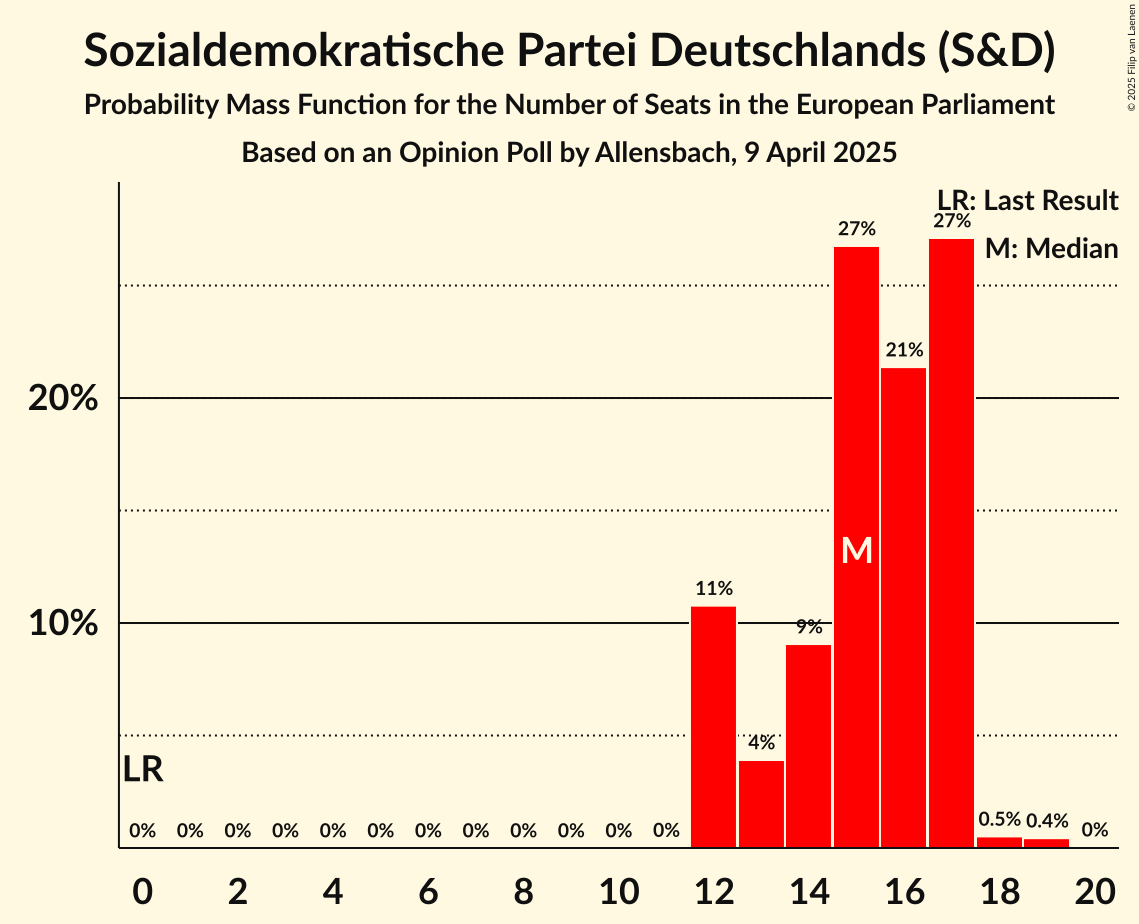 Sozialdemokratische Partei Deutschlands (S&D)
Probability Mass Function for the Number of Seats in the European Parliament
Based on an Opinion Poll by Allensbach, 9 April 2025
© 2025 Filip van Laenen
LR: Last Result
M: Median
27%
27%
21%
20%
M
11%
10%
9%
4%
LR
0% 0% 0% 0% 0% 0% 0% 0% 0% 0% 0% 0% 0.5% 0.4% 0%
0 2 4 6 8 10 12 14 16 18 20